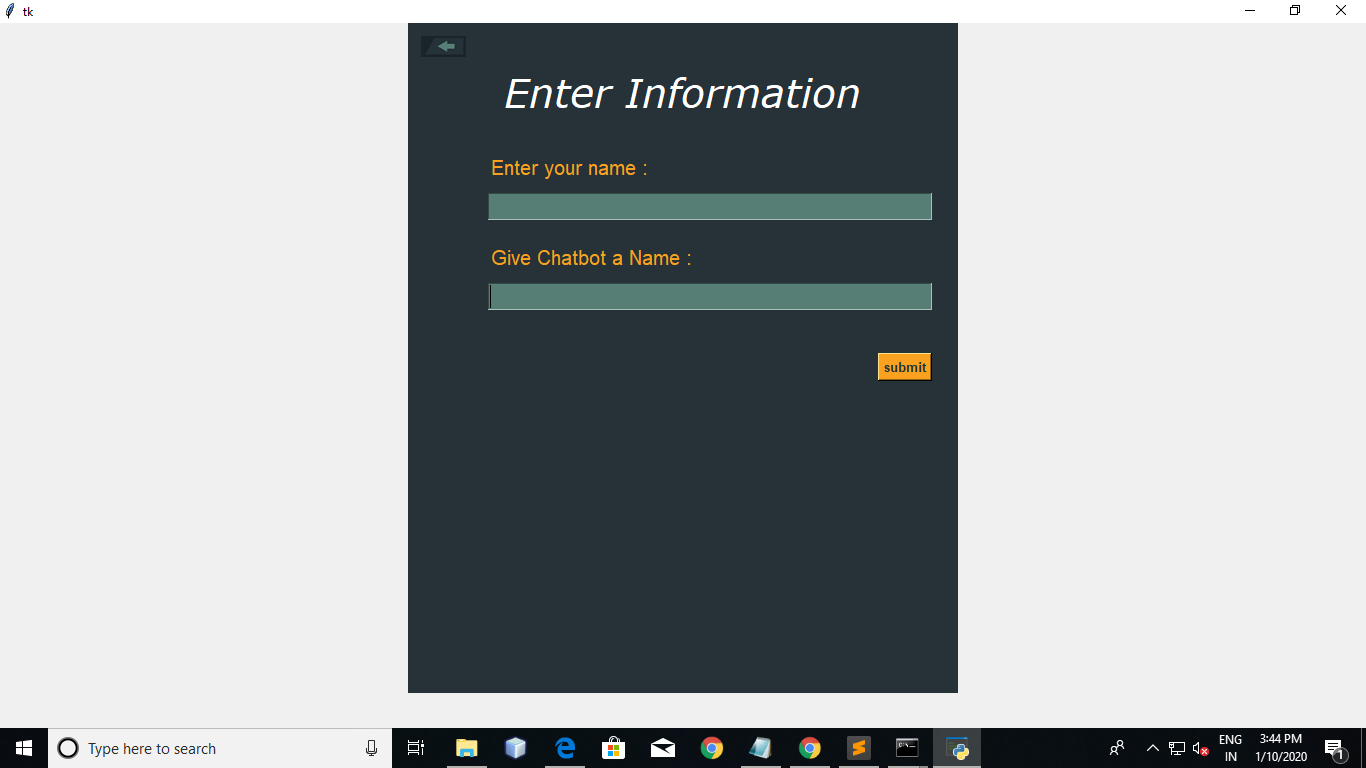 tk
Enter Information
Enter your name :
Give Chatbot a Name :
submit
Type here to search
ENG
IN
3:44 PM
1/10/2020
1